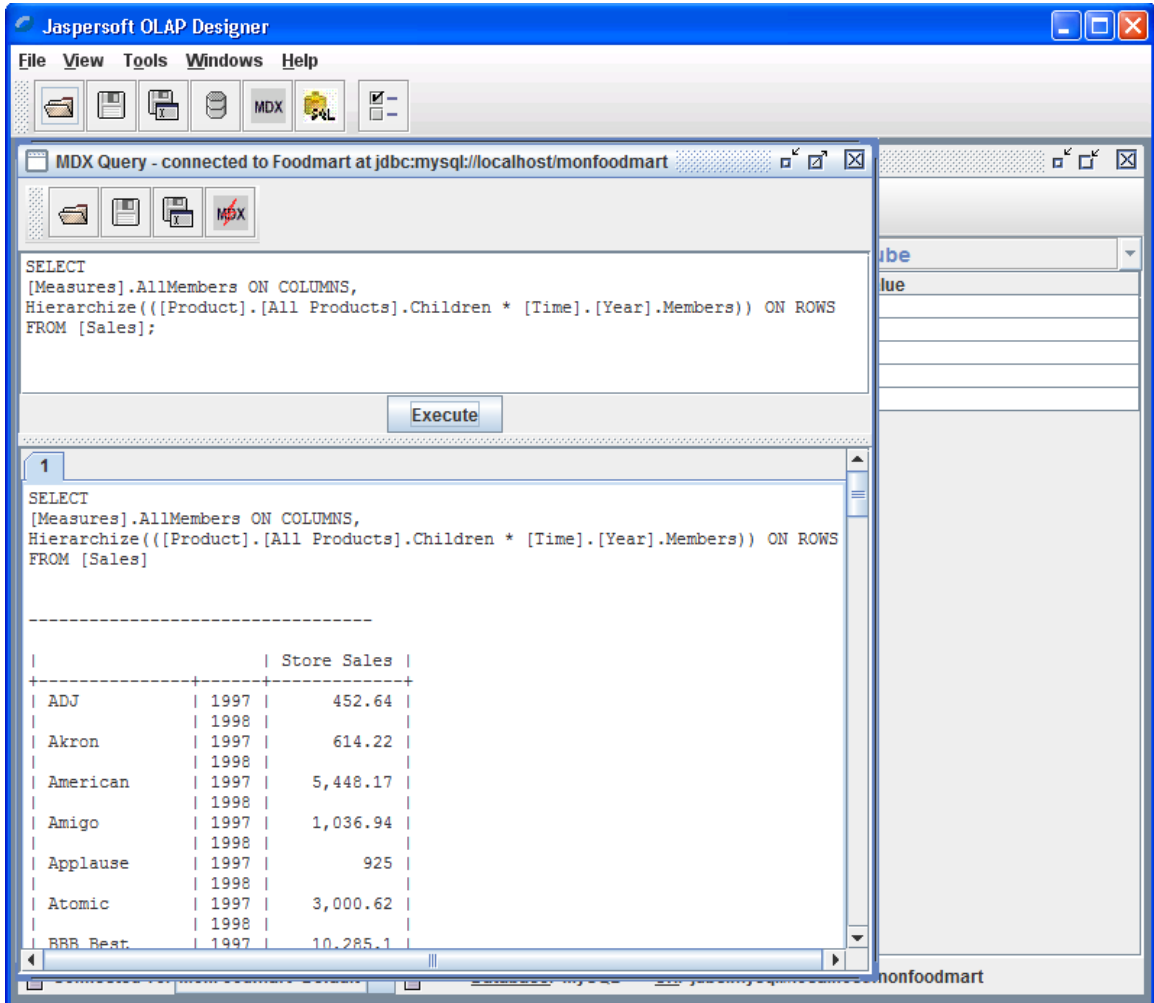 Jaspersoft OLAP Designer
File View Tools Windows Help
MDX SQL
MDX Query - connected to Foodmart at jdbc:mysql://localhost/monfoodmart
MDX
SELECT
[Measures].AllMembers ON COLUMNS,
Hierarchize(([Product].[All Products].Children * [Time].[Year].Members)) ON ROWS
FROM [Sales];
Execute
1
SELECT
[Measures].AllMembers ON COLUMNS,
Hierarchize(([Product].[All Products].Children * [Time].[Year].Members)) ON ROWS
FROM [Sales]
----------------------------------
| | Store Sales |
+---------------+------+-------------+
| ADJ | 1997 | 452.64 |
| | 1998 | |
| Akron | 1997 | 614.22 |
| | 1998 | |
| American | 1997 | 5,448.17 |
| | 1998 | |
| Amigo | 1997 | 1,036.94 |
| | 1998 | |
| Applause | 1997 | 925 |
| | 1998 | |
| Atomic | 1997 | 3,000.62 |
| | 1998 | |
| BBB Best | 1997 | 10,285.1 |
ube
lue
monfoodmart